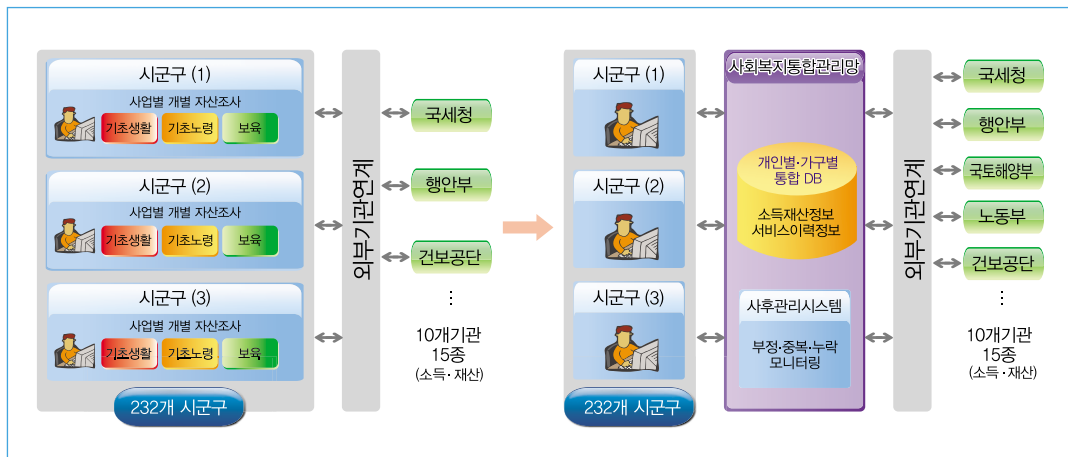 시군구 (1)
사업별 개별 자산조사
기초생활 기초노령 보육
시군구 (2)
사업별 개별 자산조사
기초생활 기초노령 보육
시군구 (3)
사업별 개별 자산조사
기초생활 기초노령 보육
232개 시군구
외부기관연계
국세청
행안부
건보공단
⋮
10개기관
15종
(소득·재산)
시군구 (1)
시군구 (2)
시군구 (3)
232개 시군구
사회복지통합관리망
개인별·가구별
통합 DB
소득재산정보
서비스이력정보
사후관리시스템
부정·중복·누락
모니터링
외부기관연계
국세청
행안부
국토해양부
노동부
건보공단
⋮
10개기관
15종
(소득·재산)